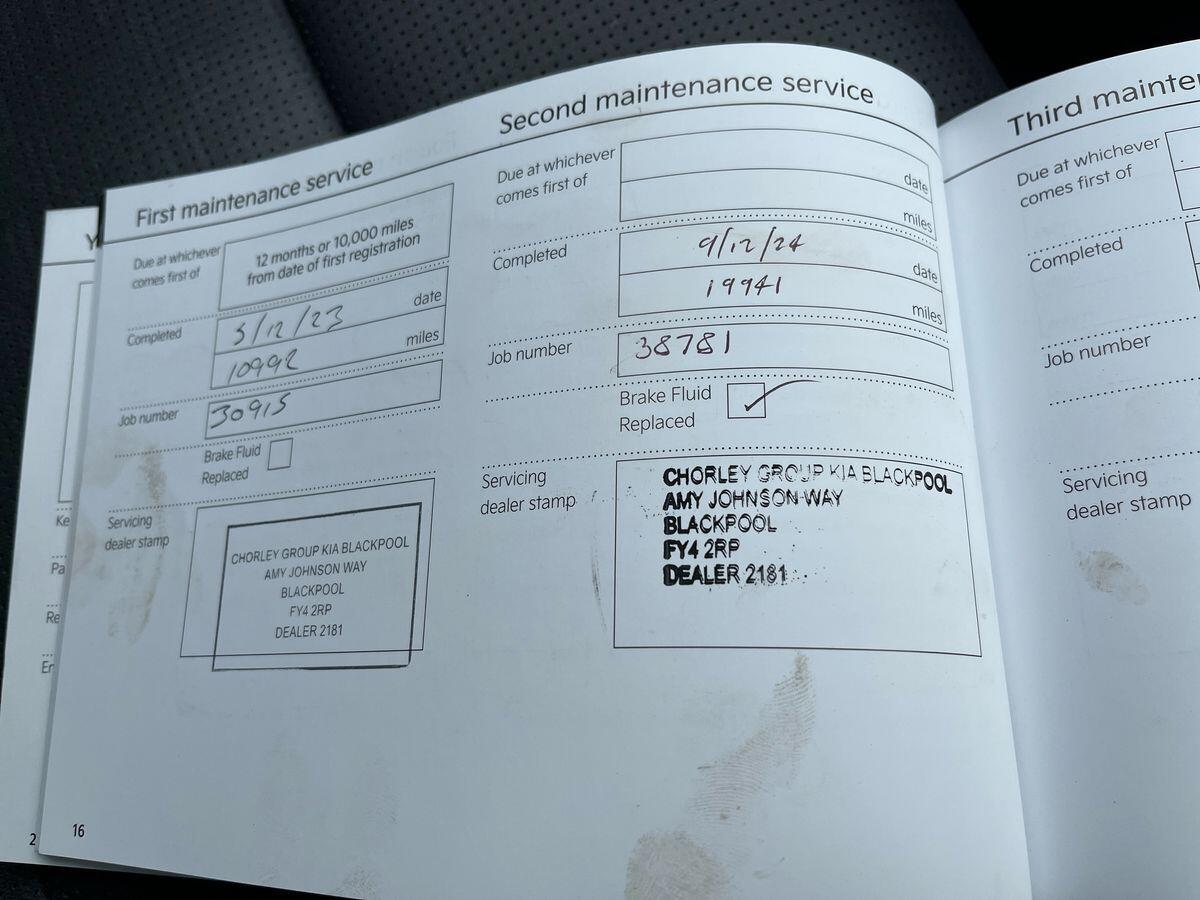 First maintenance service
Due at whichever
comes first of
12 months or 10,000 miles
from date of first registration
Completed
5/12/23
date
10992
miles
Job number
30915
Brake Fluid
Replaced
Servicing
dealer stamp
CHORLEY GROUP KIA BLACKPOOL
AMY JOHNSON WAY
BLACKPOOL
FY4 2RP
DEALER 2181
16
Second maintenance service
Due at whichever
comes first of
date
miles
Completed
9/12/24
date
19941
miles
Job number
38781
Brake Fluid
Replaced
Servicing
dealer stamp
CHORLEY GROUP KIA BLACKPOOL
AMY JOHNSON WAY
BLACKPOOL
FY4 2RP
DEALER 2181
Third mainte
Due at whichever
comes first of
Completed
Job number
Servicing
dealer stamp
Y
Ke
Pa
Re
Er
2